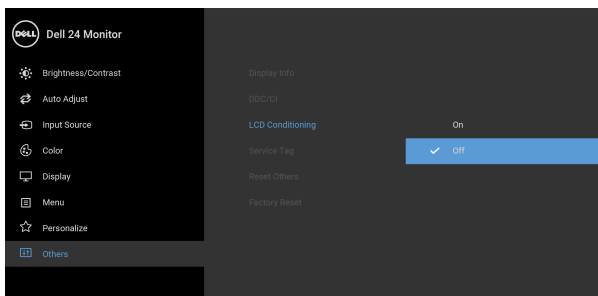 DELL
Dell 24 Monitor
Brightness/Contrast
Auto Adjust
Input Source
Color
Display
Menu
Personalize
Others
Display Info
DDC/CI
LCD Conditioning
Service Tag
Reset Others
Factory Reset
On
Off